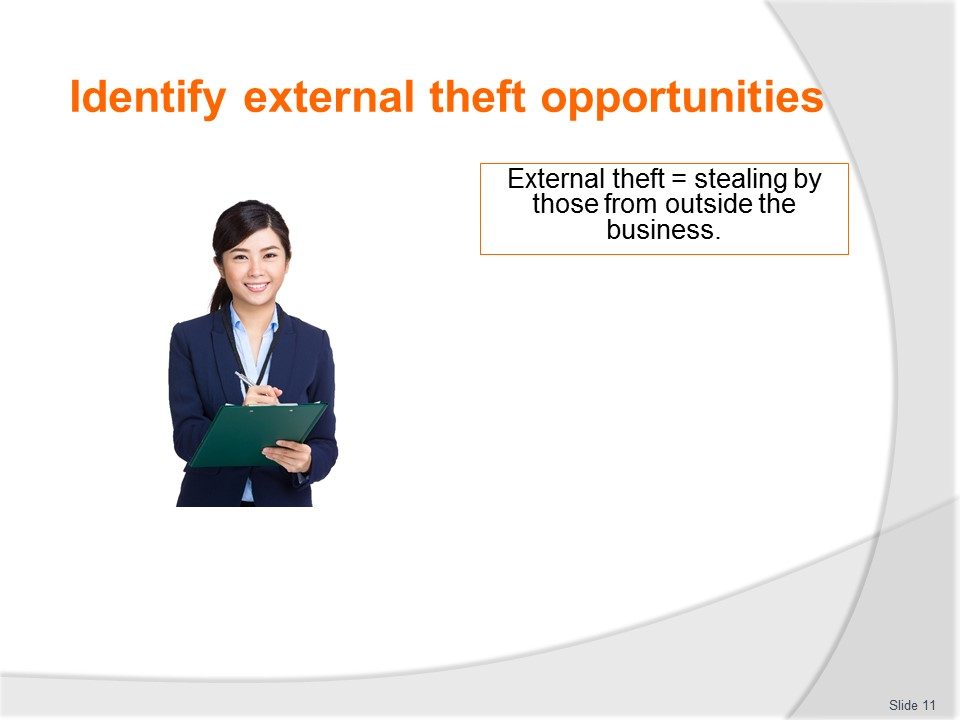 Identify external theft opportunities
External theft = stealing by
those from outside the
business.
Slide 11